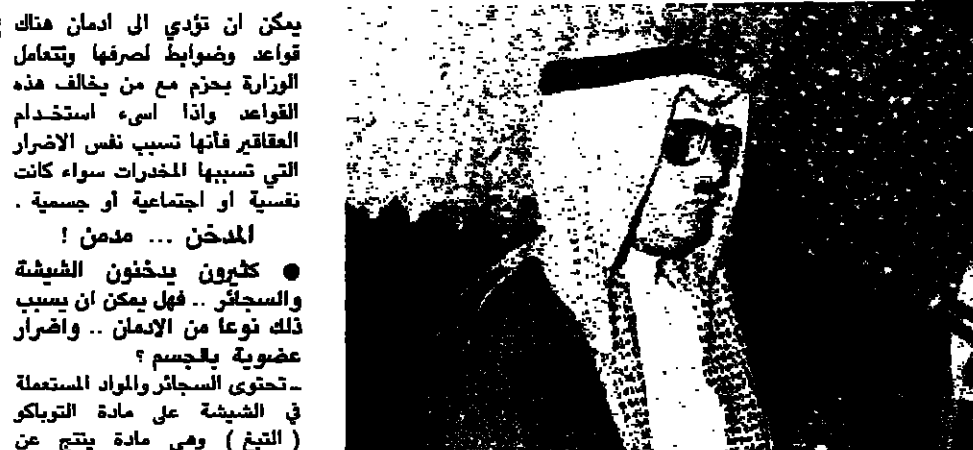 يمكن ان تؤدي الى ادمان هناك
قواعد وضوابط لصرفها وتتعامل
الوزارة بحزم مع من يخالف هذه
القواعد واذا اسيء استخدام
العقاقير فأنها تسبب نفس الاضرار
التي تسببها المخدرات سواء كانت
نفسية او اجتماعية أو جسمية .
المدخن ... مدمن !
● كثيرون يدخنون الشيشة
والسجائر .. فهل يمكن ان يسبب
ذلك نوعا من الادمان .. واضرار
عضوية بالجسم ؟
ـ تحتوى السجائر والمواد المستعملة
في الشيشة على مادة التوباكو
( التبغ ) وهي مادة ينتج عن